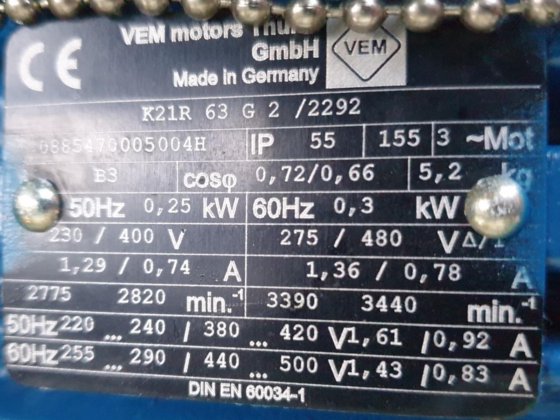 CE VEM motors
GmbH
VEM
Made in Germany
K21R 63 G 2 /2292
0885470005004H IP 55 155 3 ~Mot
B3 cosφ 0,72/0,66 5,2 kg
50Hz 0,25 kW 60Hz 0,3 kW
230 / 400 V 275 / 480 V Δ/
1,29 / 0,74 A 1,36 / 0,78 A
2775 2820 min.-1 3390 3440 min.-1
50Hz 220 ... 240 / 380 ... 420 V 1,61 /0,92 A
60Hz 255 ... 290 / 440 ... 500 V 1,43 /0,83 A
DIN EN 60034-1